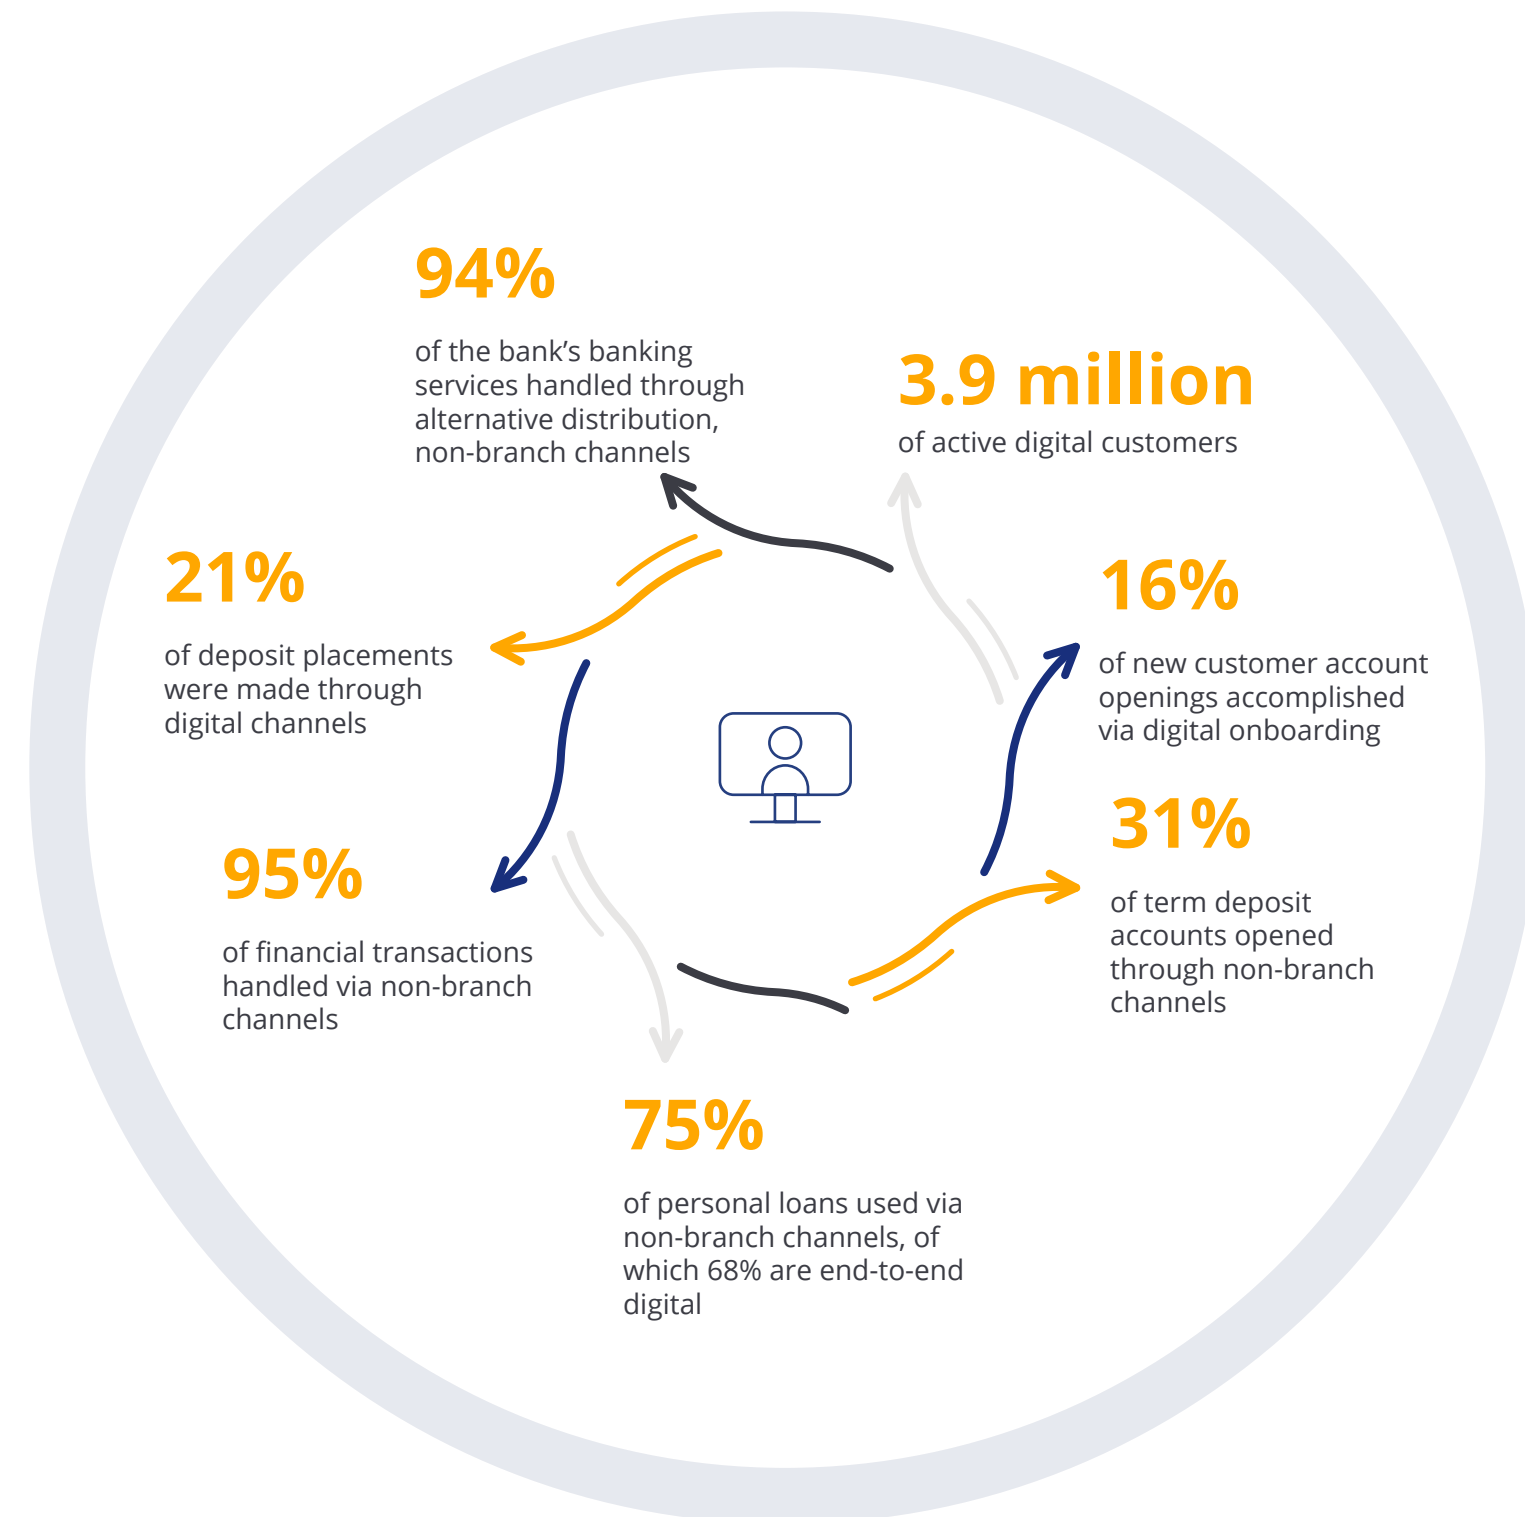 94%
of the bank’s banking
services handled through
alternative distribution,
non-branch channels
3.9 million
of active digital customers
21%
of deposit placements
were made through
digital channels
16%
of new customer account
openings accomplished
via digital onboarding
95%
of financial transactions
handled via non-branch
channels
31%
of term deposit
accounts opened
through non-branch
channels
75%
of personal loans used via
non-branch channels, of
which 68% are end-to-end
digital